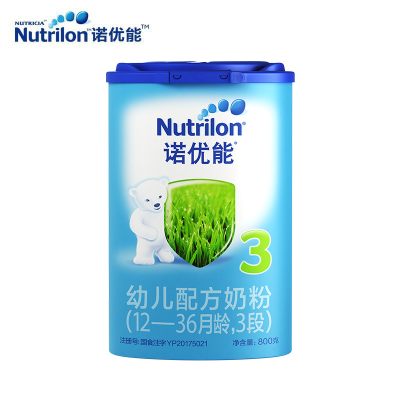 NUTRICIA
Nutrilon诺优能™
Nutrilon
诺优能
3
幼儿配方奶粉
(12—36月龄,3段)
注册号:国食注字YP20175021
净含量:800克